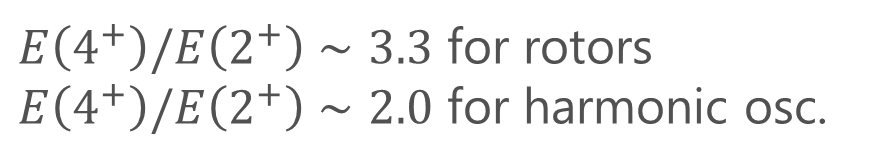 E(4⁺)/E(2⁺) ~ 3.3 for rotors
E(4⁺)/E(2⁺) ~ 2.0 for harmonic osc.